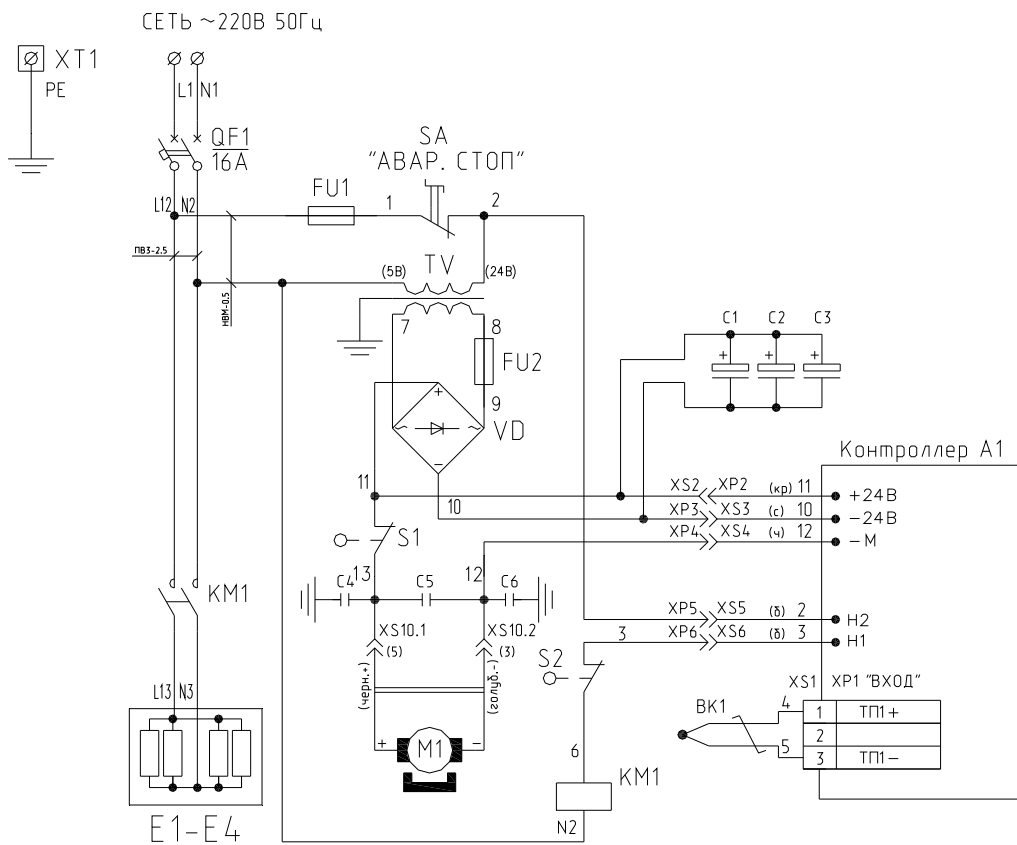 СЕТЬ ~220В 50Гц
XT1
PE
L1 N1
QF1
16А
SA
"АВАР. СТОП"
FU1
1
2
L12 N2
ПВ3-2.5
НВМ-0.5
(5В)
TV
(24В)
7
8
FU2
9
+
~
~
VD
–
C1
C2
C3
+
+
+
Контроллер А1
11
10
XS2
XP2
(кр)
11
+24В
XP3
XS3
(с)
10
-24В
XP4
XS4
(ч)
12
-М
S1
13
12
C4
C5
C6
KM1
XS10.1
(5)
XS10.2
(3)
(черн.+)
(голуб.-)
XP5
XS5
(б)
2
Н2
3
XP6
XS6
(б)
3
Н1
S2
L13 N3
+
М1
–
6
KM1
N2
ВК1
4
5
XS1
XP1 "ВХОД"
1
ТП1+
2
3
ТП1-
Е1-Е4